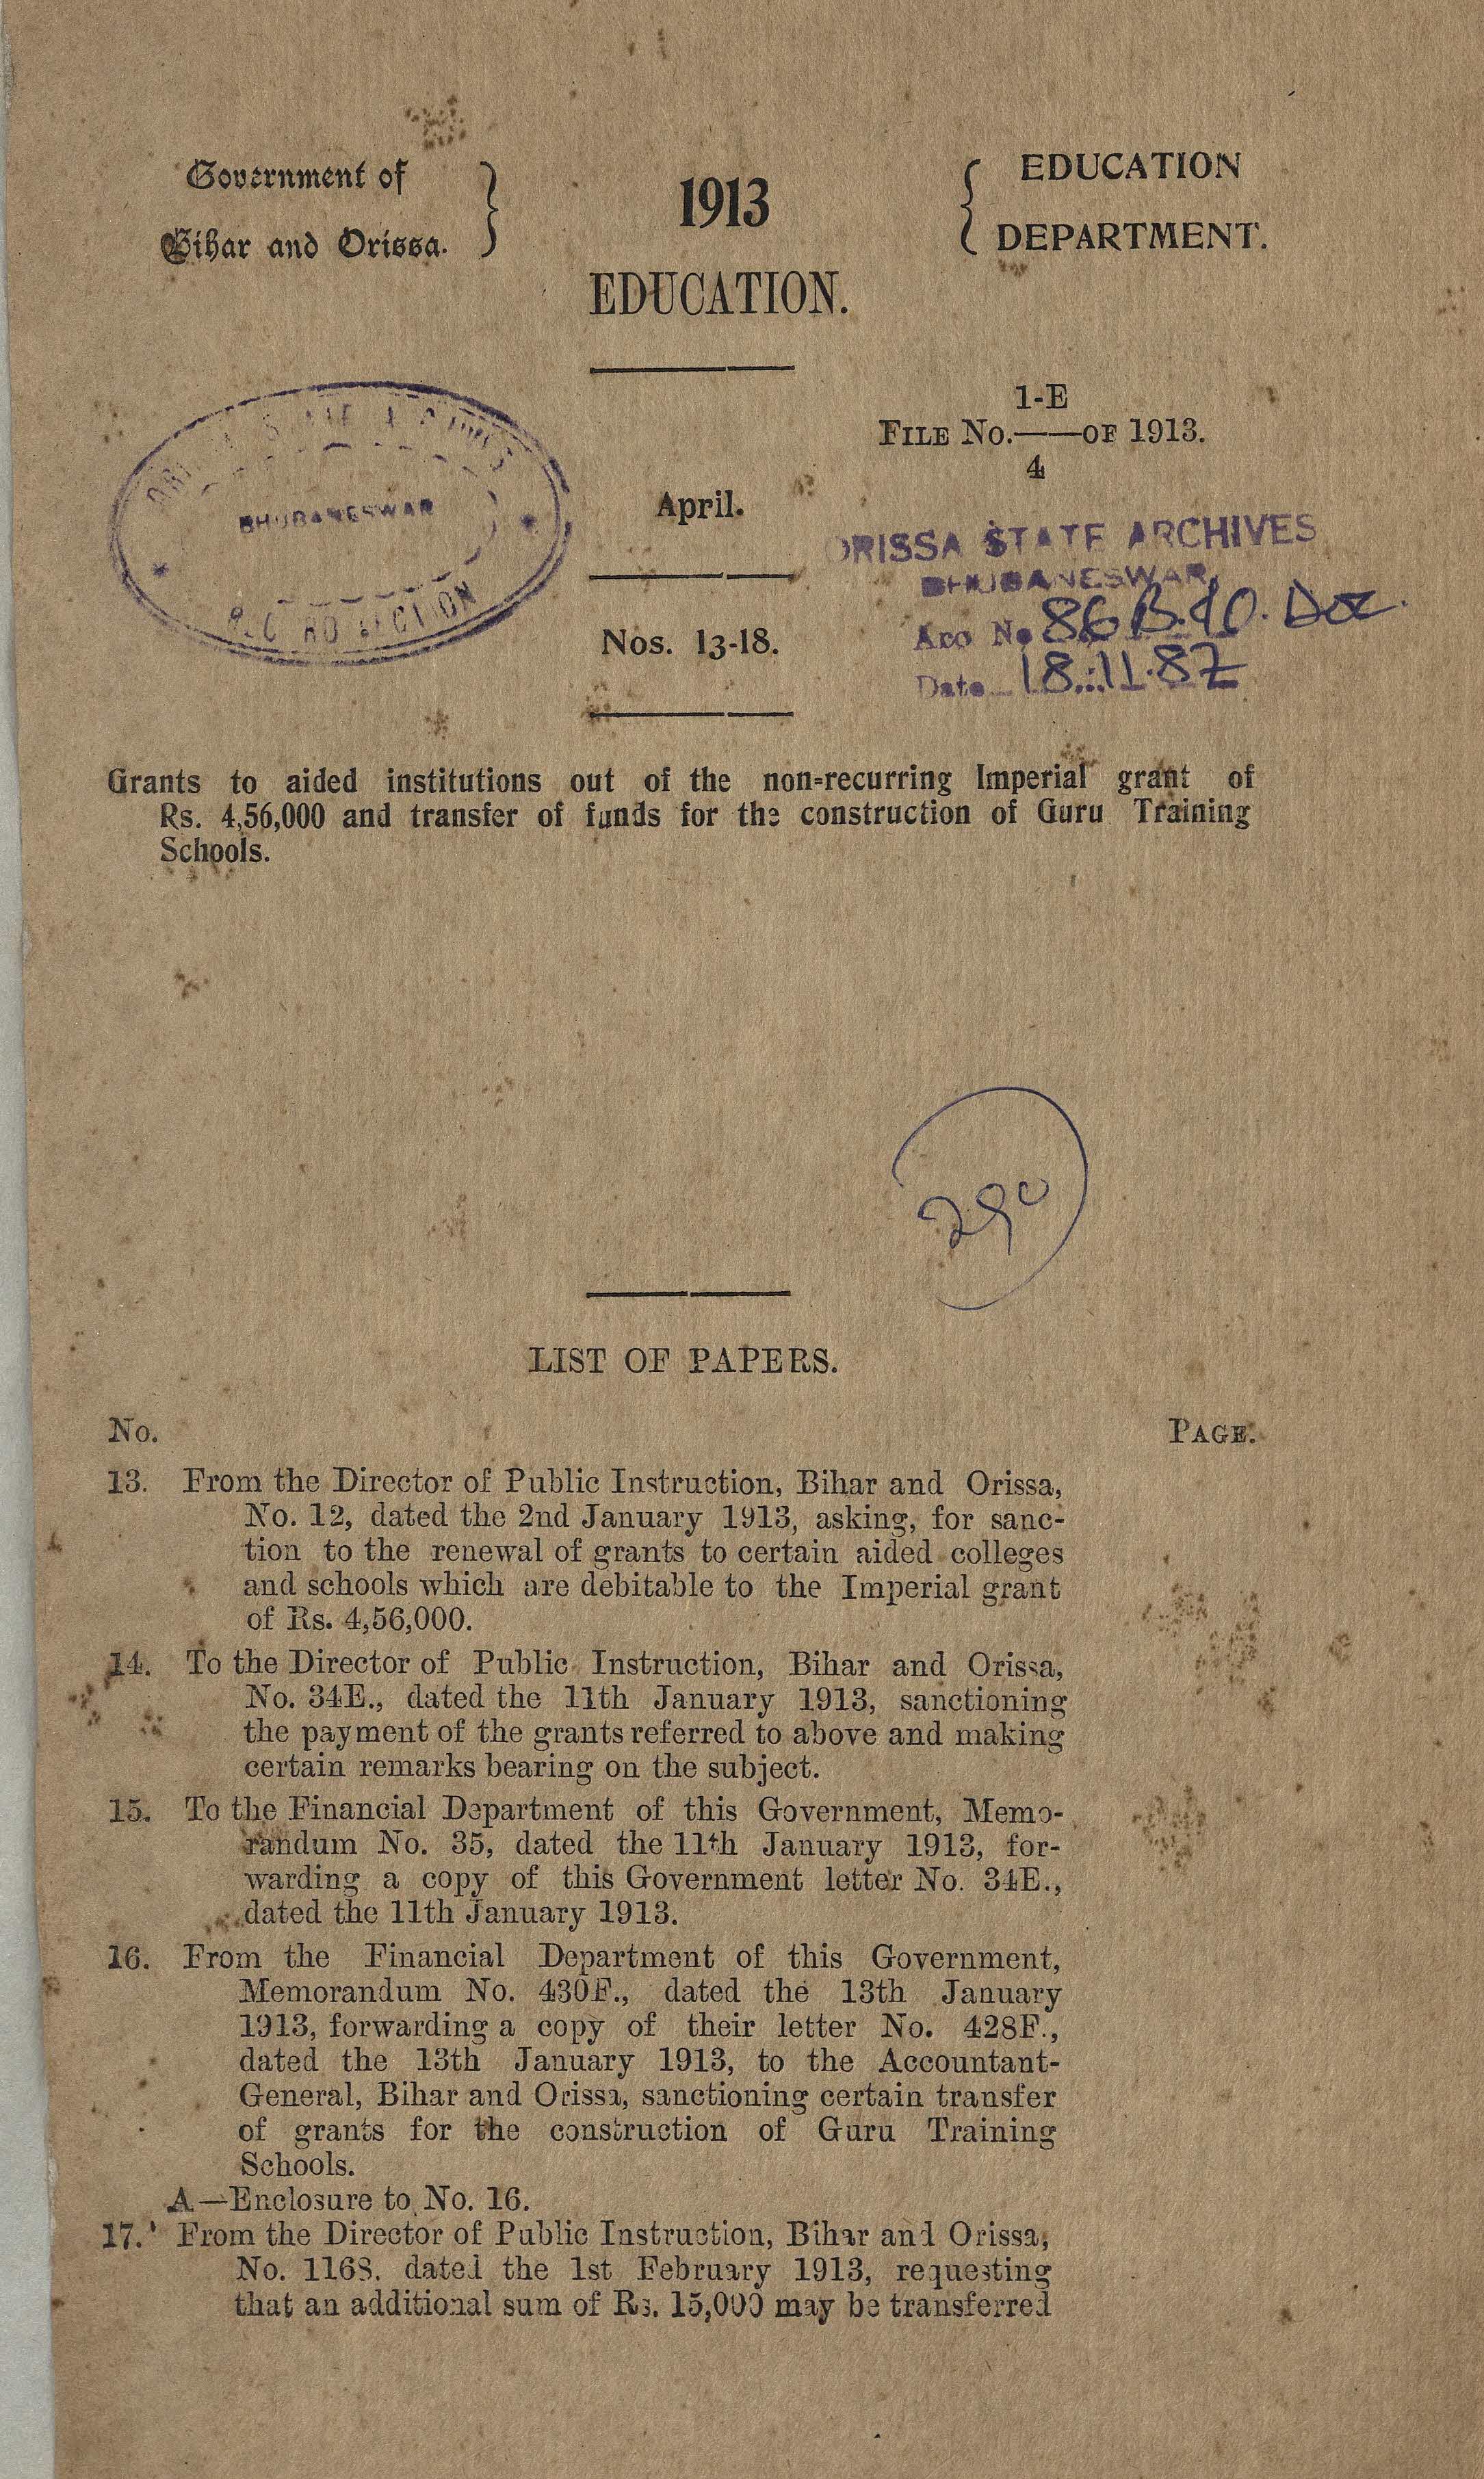 Government of
Bihar and Orissa.
1913
EDUCATION
DEPARTMENT.
EDUCATION.
1-E
FILE No.——OF 1913.
4
BHUBANESWAR
April.
ORISSA STATE ARCHIVES
BHUBANESWAR
Nos. 13-18.
Acc No 86 B.&O. Doc.
Date 18.11.87
Grants to aided institutions out of the non-recurring Imperial grant of
Rs. 4,56,000 and transfer of funds for the construction of Guru Training
Schools.
290
LIST OF PAPERS.
No. PAGE.
13. From the Director of Public Instruction, Bihar and Orissa,
No. 12, dated the 2nd January 1913, asking, for sanc-
tion to the renewal of grants to certain aided colleges
and schools which are debitable to the Imperial grant
of Rs. 4,56,000.
14. To the Director of Public Instruction, Bihar and Orissa,
No. 34E., dated the 11th January 1913, sanctioning
the payment of the grants referred to above and making
certain remarks bearing on the subject.
15. To the Financial Department of this Government, Memo-
randum No. 35, dated the 11th January 1913, for-
warding a copy of this Government letter No. 34E.,
dated the 11th January 1913.
16. From the Financial Department of this Government,
Memorandum No. 430F., dated the 13th January
1913, forwarding a copy of their letter No. 428F.,
dated the 13th January 1913, to the Accountant-
General, Bihar and Orissa, sanctioning certain transfer
of grants for the construction of Guru Training
Schools.
A—Enclosure to No. 16.
17. From the Director of Public Instruction, Bihar and Orissa,
No. 1168, dated the 1st February 1913, requesting
that an additional sum of Rs. 15,000 may be transferred